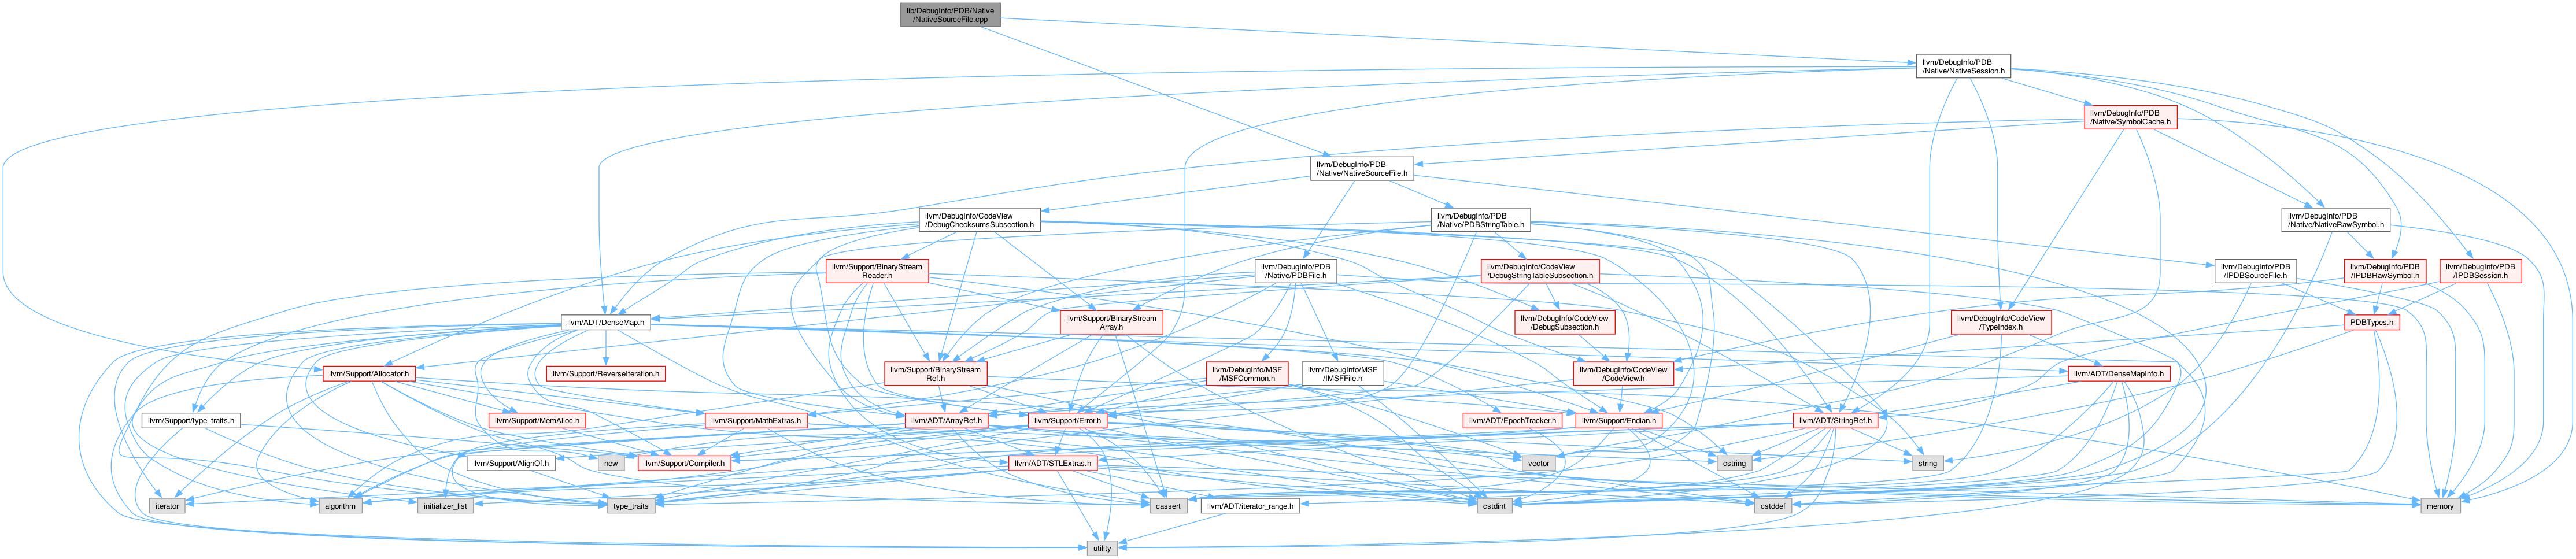 lib/DebugInfo/PDB/Native
/NativeSourceFile.cpp
llvm/DebugInfo/PDB
/Native/NativeSession.h
llvm/DebugInfo/PDB
/Native/SymbolCache.h
llvm/DebugInfo/PDB
/Native/NativeSourceFile.h
llvm/DebugInfo/CodeView
/DebugChecksumsSubsection.h
llvm/DebugInfo/PDB
/Native/PDBStringTable.h
llvm/DebugInfo/PDB
/Native/NativeRawSymbol.h
llvm/Support/BinaryStream
Reader.h
llvm/DebugInfo/PDB
/Native/PDBFile.h
llvm/DebugInfo/CodeView
/DebugStringTableSubsection.h
llvm/DebugInfo/PDB
/IPDBSourceFile.h
llvm/DebugInfo/PDB
/IPDBRawSymbol.h
llvm/DebugInfo/PDB
/IPDBSession.h
llvm/ADT/DenseMap.h
llvm/Support/BinaryStream
Array.h
llvm/DebugInfo/CodeView
/DebugSubsection.h
llvm/DebugInfo/CodeView
/TypeIndex.h
PDBTypes.h
llvm/Support/Allocator.h
llvm/Support/ReverseIteration.h
llvm/Support/BinaryStream
Ref.h
llvm/DebugInfo/MSF
/MSFCommon.h
llvm/DebugInfo/MSF
/IMSFFile.h
llvm/DebugInfo/CodeView
/CodeView.h
llvm/ADT/DenseMapInfo.h
llvm/Support/type_traits.h
llvm/Support/MemAlloc.h
llvm/Support/MathExtras.h
llvm/ADT/ArrayRef.h
llvm/Support/Error.h
llvm/ADT/EpochTracker.h
llvm/Support/Endian.h
llvm/ADT/StringRef.h
llvm/Support/AlignOf.h
new
llvm/Support/Compiler.h
llvm/ADT/STLExtras.h
vector
cstring
string
iterator
algorithm
initializer_list
type_traits
cassert
llvm/ADT/iterator_range.h
cstdint
cstddef
memory
utility